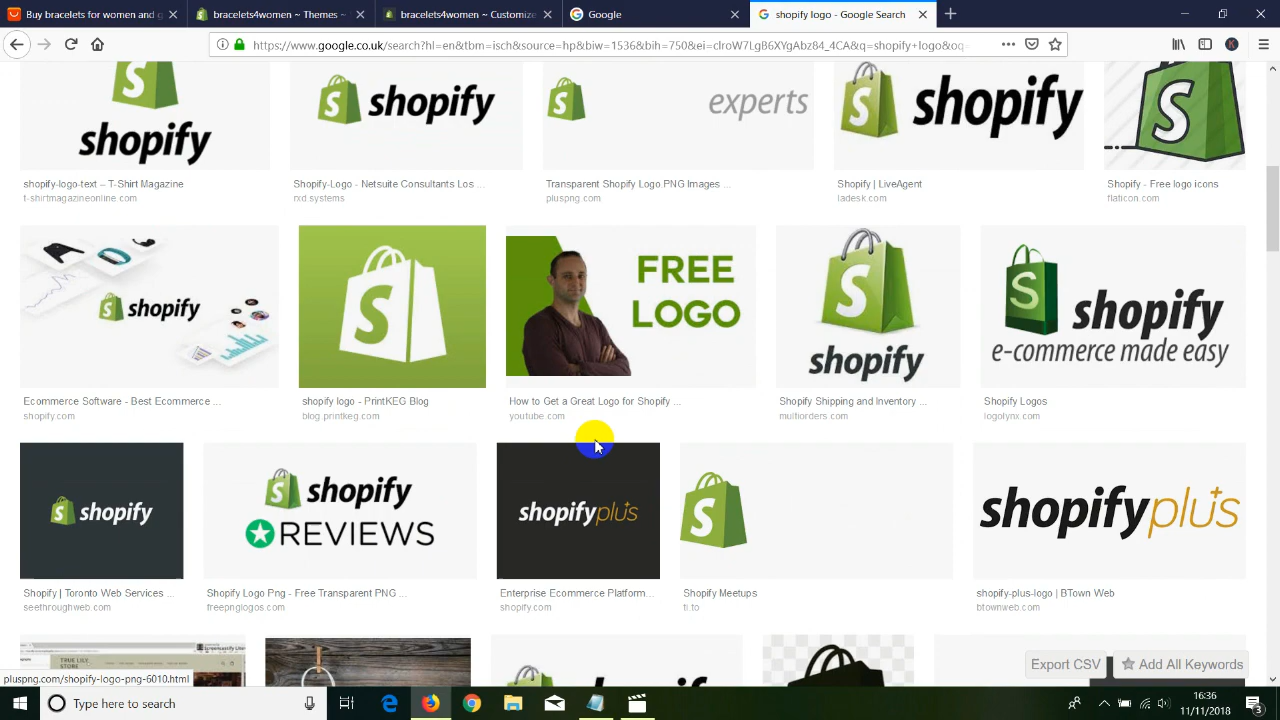 Buy bracelets for women and
bracelets4women ~ Products ~
bracelets4women ~ Customize
Google
shopify logo - Google Search
https://www.google.co.uk/search?hl=en&tbm=isch&source=hp&biw=1536&bih=750&ei=
&q=shopify+logo&oq=
shopify
shopify
experts
shopify
shopify-logo-text – T-Shirt Magazine
t-shirtmagazineonline.com
Shopify-Logo - Netsuite Consultants Los ...
rxd.systems
Transparent Shopify Logo.PNG Images ...
pluspng.com
Shopify | LiveAgent
ladesk.com
Shopify - Free logo icons
flaticon.com
shopify
FREE
LOGO
shopify
shopify
e-commerce made easy
Ecommerce Software - Best Ecommerce ...
shopify.com
shopify logo - PrintKEG Blog
blog.printkeg.com
How to Get a Great Logo for Shopify ...
youtube.com
Shopify Shipping and Inventory ...
multiorders.com
Shopify Logos
logolynx.com
shopify
shopify
REVIEWS
shopifyplus
shopifyplus
Shopify | Toronto Web Services ...
seethroughweb.com
Shopify Logo Png - Free Transparent PNG ...
freepnglogos.com
Enterprise Ecommerce Platform...
shopify.com
Shopify Meetups
ti.to
shopify-plus-logo | BTown Web
btownweb.com
TRUE LILY.
STORE
Export CSV
Add All Keywords
pluspng.com/shopify-logo-png-6010.html
Type here to search
16:36
11/11/2018
3